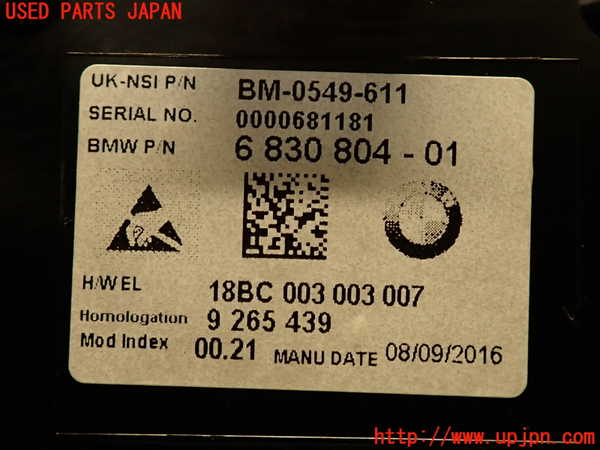 USED PARTS JAPAN
UK-NSI P/N BM-0549-611
SERIAL NO. 0000681181
BMW P/N 6 830 804 - 01
H/W EL 18BC 003 003 007
Homologation 9 265 439
Mod Index 00.21 MANU DATE 08/09/2016
http://www.upjpn.com